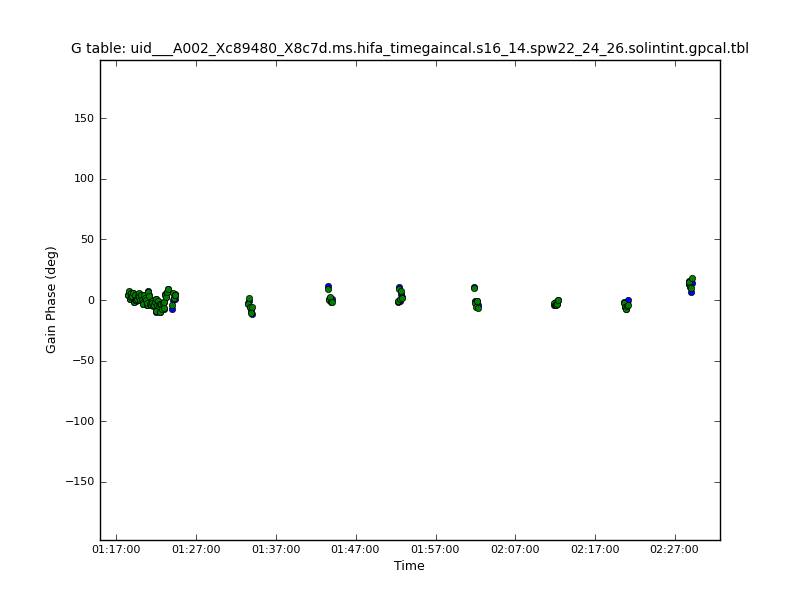 G table: uid___A002_Xc89480_X8c7d.ms.hifa_timegaincal.s16_14.spw22_24_26.solintint.gpcal.tbl
Gain Phase (deg)
150
100
50
0
−50
−100
−150
01:17:00 01:27:00 01:37:00 01:47:00 01:57:00 02:07:00 02:17:00 02:27:00
Time